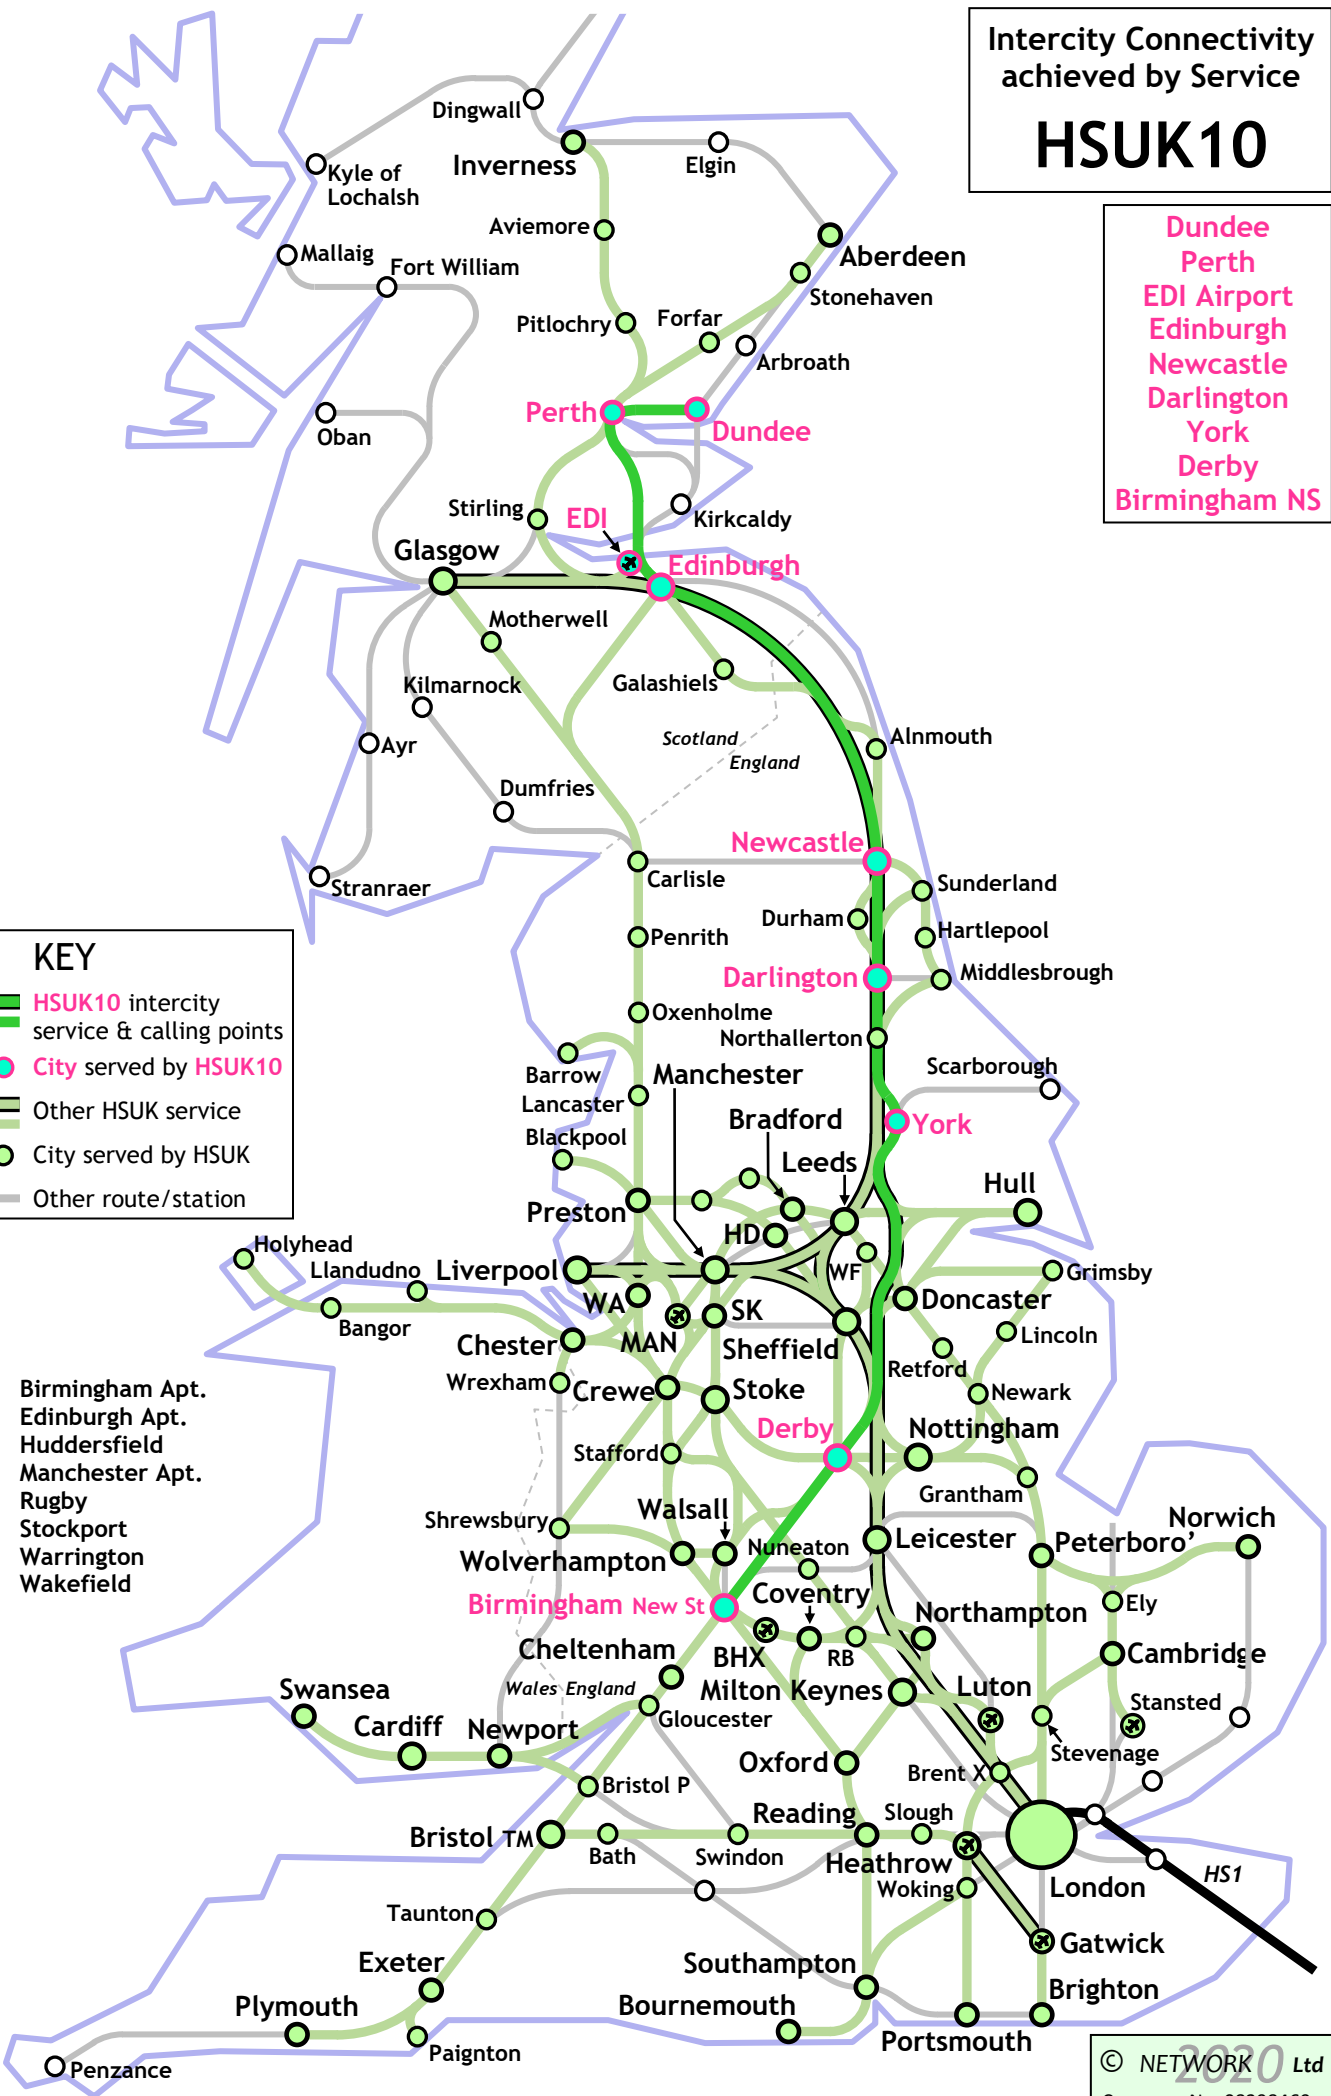 Intercity Connectivity
achieved by Service
HSUK10
Dundee
Perth
EDI Airport
Edinburgh
Newcastle
Darlington
York
Derby
Birmingham NS
Dingwall
Inverness
Elgin
Kyle of
Lochalsh
Aviemore
Aberdeen
Mallaig
Fort William
Stonehaven
Pitlochry
Forfar
Arbroath
Perth
Dundee
Oban
Stirling
EDI
Kirkcaldy
Glasgow
Edinburgh
Motherwell
Galashiels
Kilmarnock
Ayr
Scotland
England
Alnmouth
Dumfries
Newcastle
Carlisle
Stranraer
Sunderland
Durham
Hartlepool
Penrith
Darlington
Middlesbrough
KEY
HSUK10 intercity
service & calling points
City served by HSUK10
Other HSUK service
City served by HSUK
Other route/station
Oxenholme
Northallerton
Barrow
Manchester
Scarborough
Lancaster
Bradford
York
Blackpool
Leeds
Hull
Preston
HD
Holyhead
Llandudno
Liverpool
WF
Grimsby
WA
SK
Doncaster
Bangor
MAN
Lincoln
Chester
Sheffield
Retford
Wrexham
Crewe
Stoke
Newark
Birmingham Apt.
Edinburgh Apt.
Huddersfield
Manchester Apt.
Rugby
Stockport
Warrington
Wakefield
Derby
Nottingham
Stafford
Grantham
Walsall
Norwich
Shrewsbury
Nuneaton
Leicester
Peterboro'
Wolverhampton
Coventry
Birmingham New St
Ely
Northampton
Cheltenham
BHX
RB
Cambridge
Wales England
Milton Keynes
Luton
Swansea
Stansted
Cardiff
Newport
Gloucester
Stevenage
Oxford
Brent X
Bristol P
Reading
Slough
Bristol TM
Bath
Swindon
Heathrow
Woking
London
HS1
Taunton
Gatwick
Exeter
Southampton
Brighton
Plymouth
Bournemouth
Portsmouth
Paignton
Penzance
© NETWORK 2020 Ltd